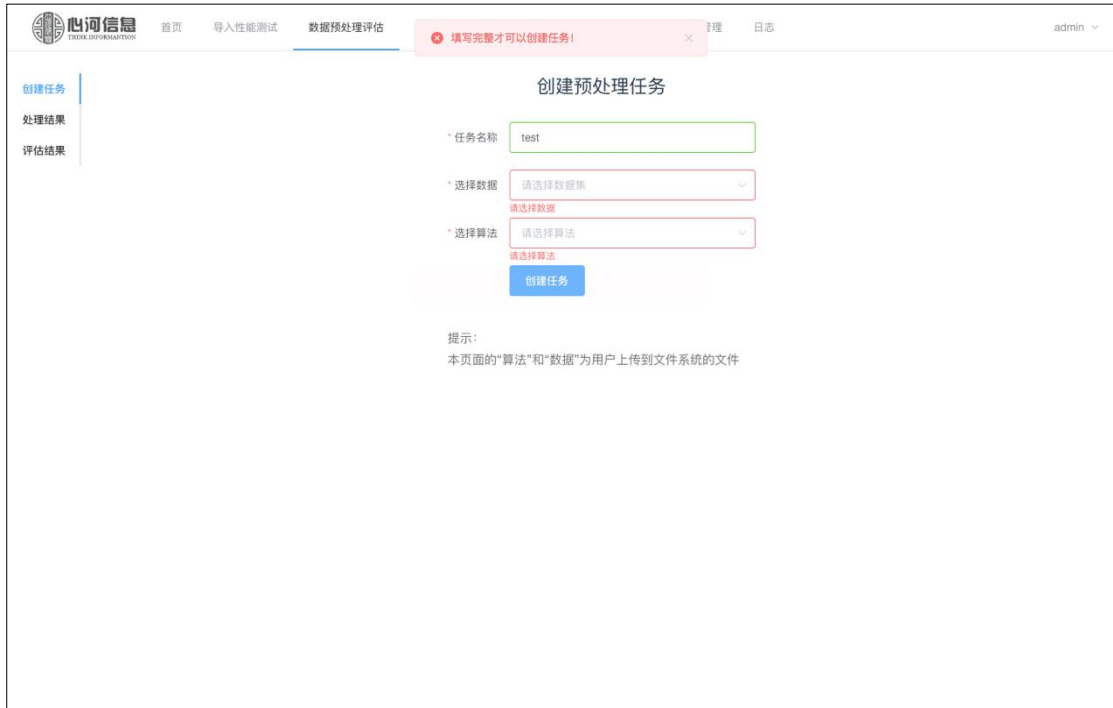 心河信息
THINK INFORMANTION
首页
导入性能测试
数据预处理评估
填写完整才可以创建任务!
管理
日志
admin
创建任务
处理结果
评估结果
创建预处理任务
* 任务名称
test
* 选择数据
请选择数据集
请选择数据
* 选择算法
请选择算法
请选择算法
创建任务
提示:
本页面的“算法”和“数据”为用户上传到文件系统的文件